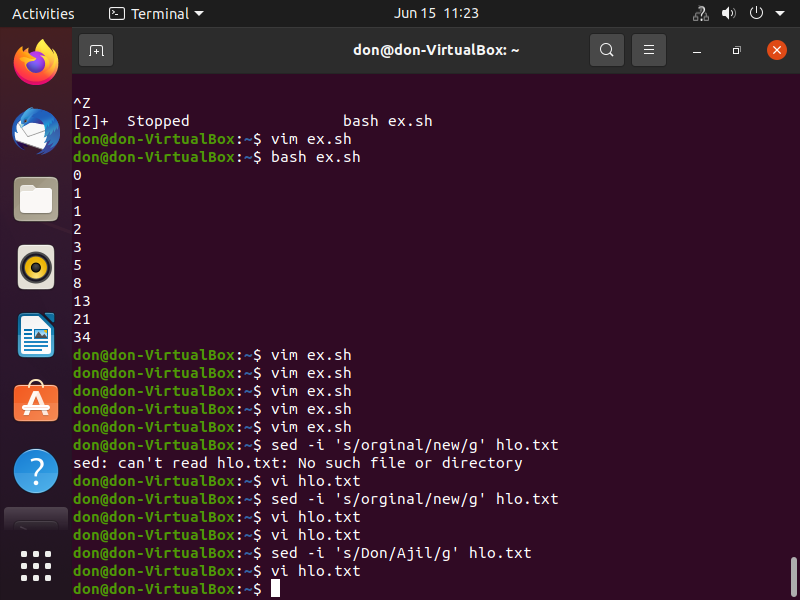 Activities Terminal Jun 15 11:23
don@don-VirtualBox: ~
^Z
[2]+  Stopped                 bash ex.sh
don@don-VirtualBox:~$ vim ex.sh
don@don-VirtualBox:~$ bash ex.sh
0
1
1
2
3
5
8
13
21
34
don@don-VirtualBox:~$ vim ex.sh
don@don-VirtualBox:~$ vim ex.sh
don@don-VirtualBox:~$ vim ex.sh
don@don-VirtualBox:~$ vim ex.sh
don@don-VirtualBox:~$ vim ex.sh
don@don-VirtualBox:~$ sed -i 's/orginal/new/g' hlo.txt
sed: can't read hlo.txt: No such file or directory
don@don-VirtualBox:~$ vi hlo.txt
don@don-VirtualBox:~$ sed -i 's/orginal/new/g' hlo.txt
don@don-VirtualBox:~$ vi hlo.txt
don@don-VirtualBox:~$ vi hlo.txt
don@don-VirtualBox:~$ sed -i 's/Don/Ajil/g' hlo.txt
don@don-VirtualBox:~$ vi hlo.txt
don@don-VirtualBox:~$